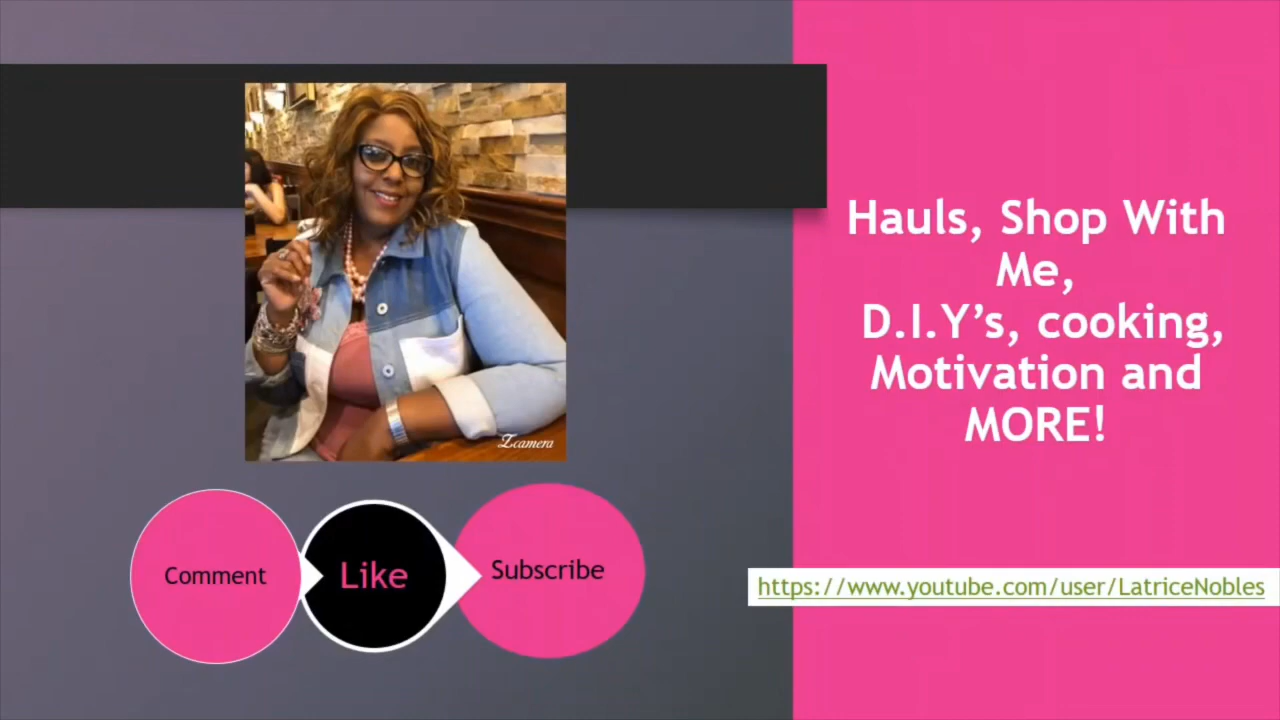 Hauls, Shop With
Me,
D.I.Y’s, cooking,
Motivation and
MORE!
Zcamera
Comment
Like
Subscribe
https://www.youtube.com/user/LatriceNobles